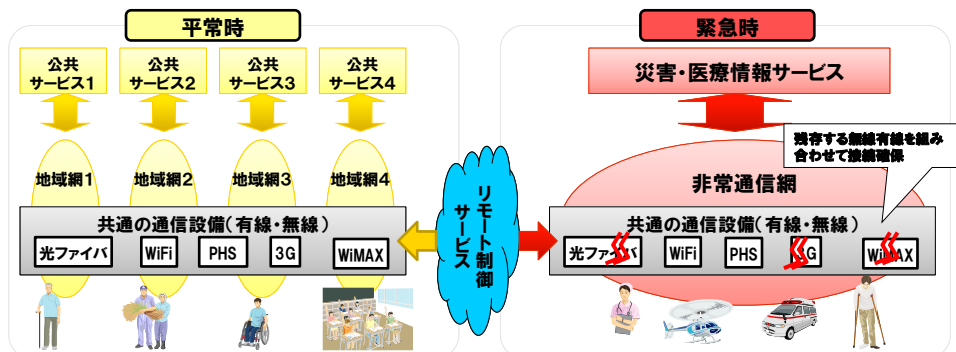 平常時
公共
サービス1
公共
サービス2
公共
サービス3
公共
サービス4
地域網1
地域網2
地域網3
地域網4
共通の通信設備(有線・無線)
光ファイバ
WiFi
PHS
3G
WiMAX
リモート制御
サービス
緊急時
災害・医療情報サービス
残存する無線有線を組み
合わせて接続確保
非常通信網
共通の通信設備(有線・無線)
光ファイバ
WiFi
PHS
3G
WiMAX